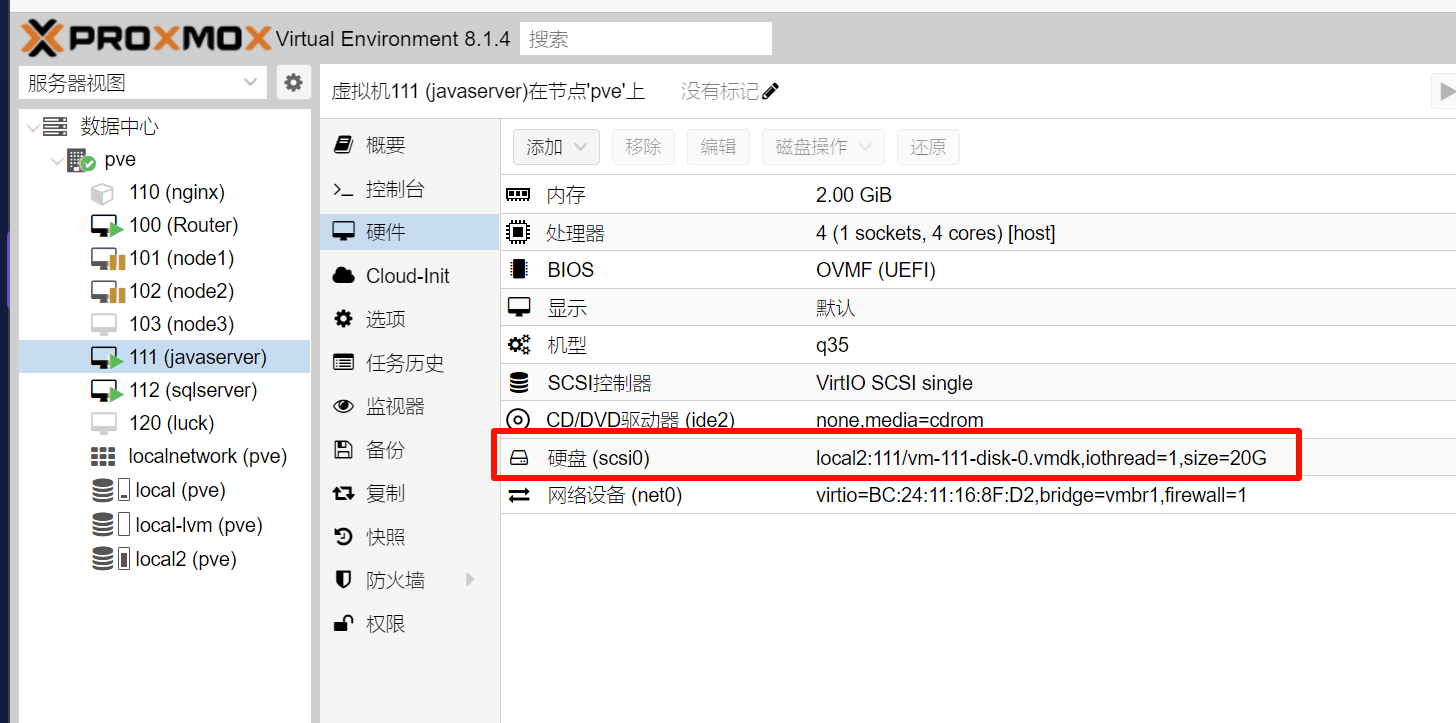 PROXMOX Virtual Environment 8.1.4 搜索
服务器视图
数据中心
pve
110 (nginx)
100 (Router)
101 (node1)
102 (node2)
103 (node3)
111 (javaserver)
112 (sqlserver)
120 (luck)
localnetwork (pve)
local (pve)
local-lvm (pve)
local2 (pve)
虚拟机111 (javaserver)在节点'pve'上 没有标记
概要
控制台
硬件
Cloud-Init
选项
任务历史
监视器
备份
复制
快照
防火墙
权限
添加 移除 编辑 磁盘操作 还原
内存 2.00 GiB
处理器 4 (1 sockets, 4 cores) [host]
BIOS OVMF (UEFI)
显示 默认
机型 q35
SCSI控制器 VirtIO SCSI single
CD/DVD驱动器 (ide2) none,media=cdrom
硬盘 (scsi0) local2:111/vm-111-disk-0.vmdk,iothread=1,size=20G
网络设备 (net0) virtio=BC:24:11:16:8F:D2,bridge=vmbr1,firewall=1